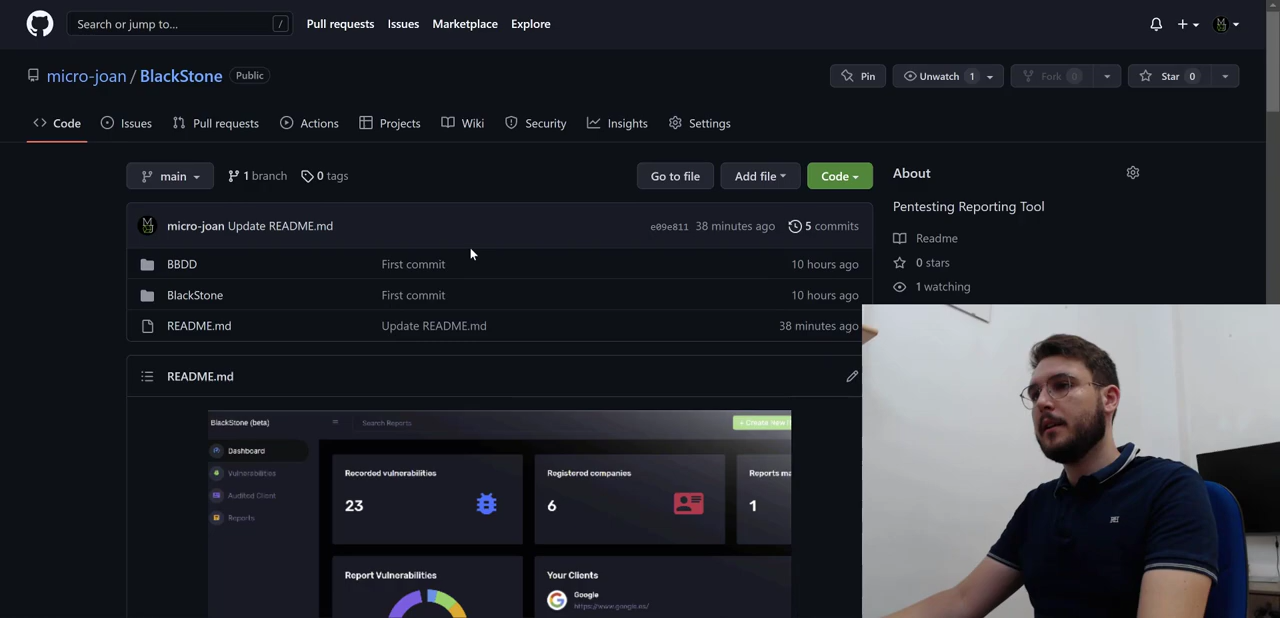 Search or jump to... /
Pull requests Issues Marketplace Explore
micro-joan / BlackStone Public
Pin Unwatch 1 Fork 0 Star 0
Code Issues Pull requests Actions Projects Wiki Security Insights Settings
main 1 branch 0 tags Go to file Add file Code
About
Pentesting Reporting Tool
micro-joan Update README.md e09e811 38 minutes ago 5 commits
Readme
BBDD First commit 10 hours ago
0 stars
BlackStone First commit 10 hours ago
1 watching
README.md Update README.md 38 minutes ago
README.md
BlackStone (beta) Search Reports
Dashboard
Vulnerabilities
Audited Client
Reports
Recorded vulnerabilities
23
Registered companies
6
1
Report Vulnerabilities
Your Clients
Google
https://www.google.es/